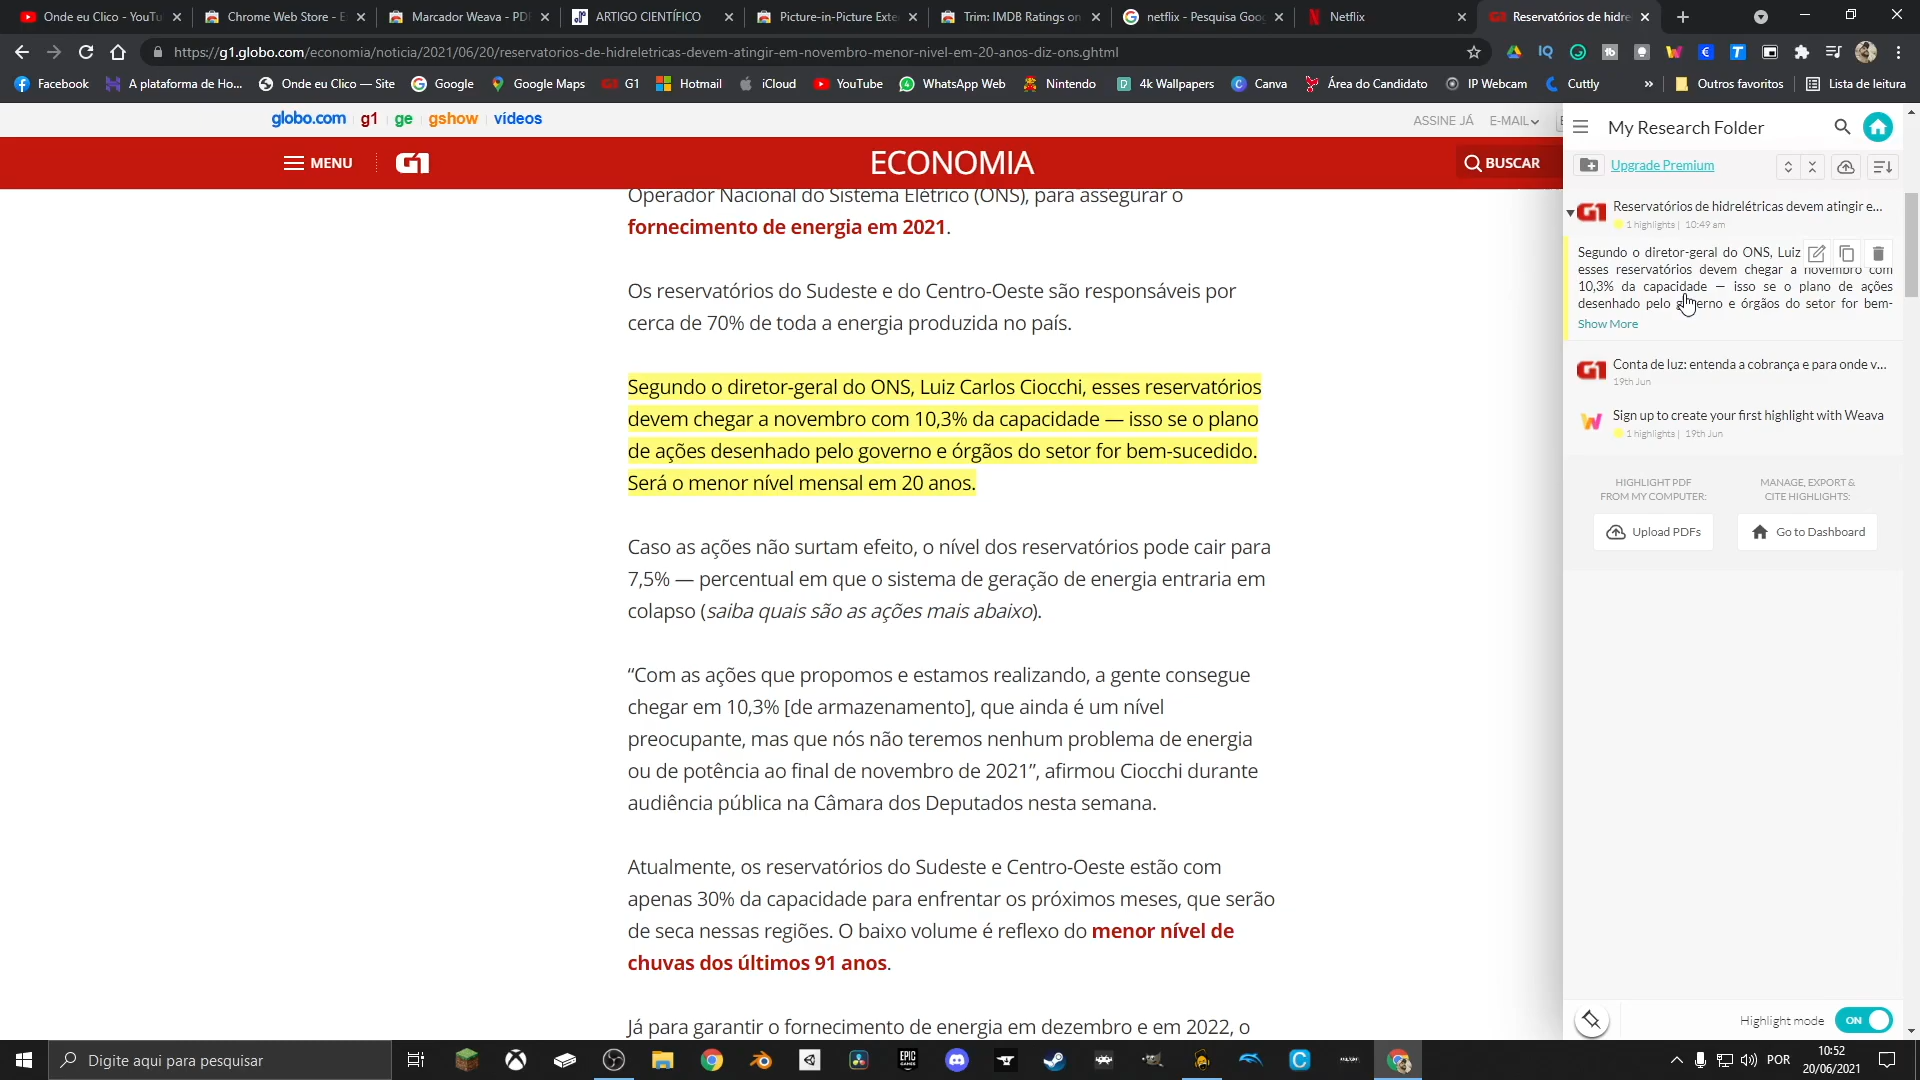 Onde eu Clico - YouTu
Chrome Web Store - E
Marcador Weava - PDF
ARTIGO CIENTÍFICO
Picture-in-Picture Exte
Trim: IMDB Ratings on
netflix - Pesquisa Goog
Netflix
Reservatórios de hidre
https://g1.globo.com/economia/noticia/2021/06/20/reservatorios-de-hidreletricas-devem-atingir-em-novembro-menor-nivel-em-20-anos-diz-ons.ghtml
Facebook
A plataforma de Ho...
Onde eu Clico — Site
Google
Google Maps
G1
Hotmail
iCloud
YouTube
WhatsApp Web
Nintendo
4k Wallpapers
Canva
Área do Candidato
IP Webcam
Cuttly
»
Outros favoritos
Lista de leitura
globo.com g1 ge gshow vídeos
ASSINE JÁ E-MAIL
MENU
G1
ECONOMIA
BUSCAR
Operador Nacional do Sistema Elétrico (ONS), para assegurar o
fornecimento de energia em 2021.
Os reservatórios do Sudeste e do Centro-Oeste são responsáveis por
cerca de 70% de toda a energia produzida no país.
Segundo o diretor-geral do ONS, Luiz Carlos Ciocchi, esses reservatórios
devem chegar a novembro com 10,3% da capacidade — isso se o plano
de ações desenhado pelo governo e órgãos do setor for bem-sucedido.
Será o menor nível mensal em 20 anos.
Caso as ações não surtam efeito, o nível dos reservatórios pode cair para
7,5% — percentual em que o sistema de geração de energia entraria em
colapso (saiba quais são as ações mais abaixo).
“Com as ações que propomos e estamos realizando, a gente consegue
chegar em 10,3% [de armazenamento], que ainda é um nível
preocupante, mas que nós não teremos nenhum problema de energia
ou de potência ao final de novembro de 2021”, afirmou Ciocchi durante
audiência pública na Câmara dos Deputados nesta semana.
Atualmente, os reservatórios do Sudeste e Centro-Oeste estão com
apenas 30% da capacidade para enfrentar os próximos meses, que serão
de seca nessas regiões. O baixo volume é reflexo do menor nível de
chuvas dos últimos 91 anos.
Já para garantir o fornecimento de energia em dezembro e em 2022, o
My Research Folder
Upgrade Premium
G1 Reservatórios de hidrelétricas devem atingir e...
1 highlights | 10:49 am
Segundo o diretor-geral do ONS, Luiz
esses reservatórios devem chegar a novembro com
10,3% da capacidade — isso se o plano de ações
desenhado pelo erno e órgãos do setor for bem-
Show More
G1 Conta de luz: entenda a cobrança e para onde v...
19th Jun
Sign up to create your first highlight with Weava
1 highlights | 19th Jun
HIGHLIGHT PDF
FROM MY COMPUTER:
Upload PDFs
MANAGE, EXPORT &
CITE HIGHLIGHTS:
Go to Dashboard
Highlight mode ON
Digite aqui para pesquisar
EPIC
GAMES
POR
10:52
20/06/2021